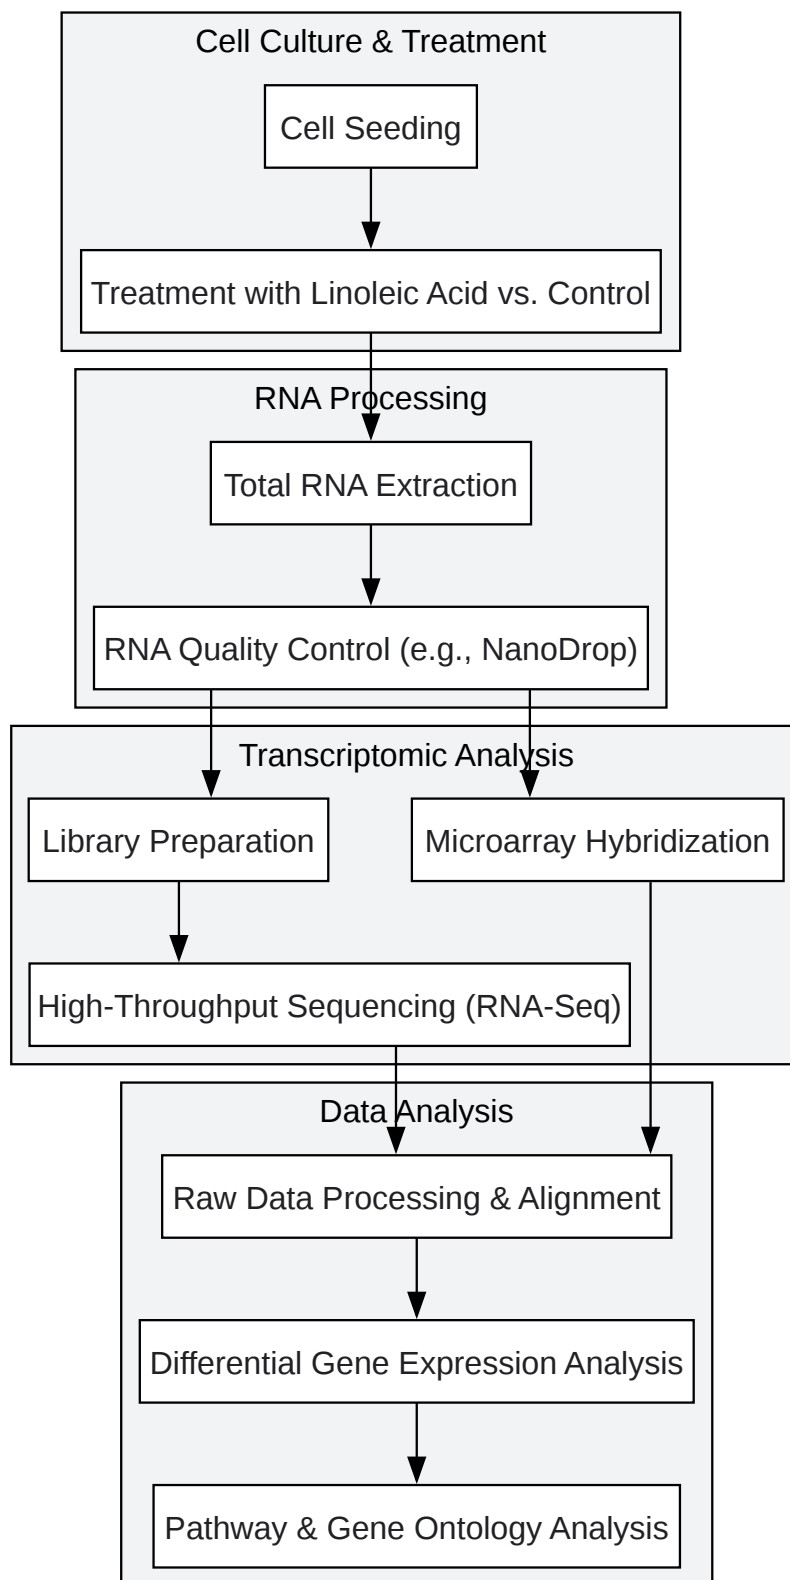 Cell Culture & Treatment
Cell Seeding
Treatment with Linoleic Acid vs. Control
RNA Processing
Total RNA Extraction
RNA Quality Control (e.g., NanoDrop)
Transcriptomic Analysis
Library Preparation
Microarray Hybridization
High-Throughput Sequencing (RNA-Seq)
Data Analysis
Raw Data Processing & Alignment
Differential Gene Expression Analysis
Pathway & Gene Ontology Analysis